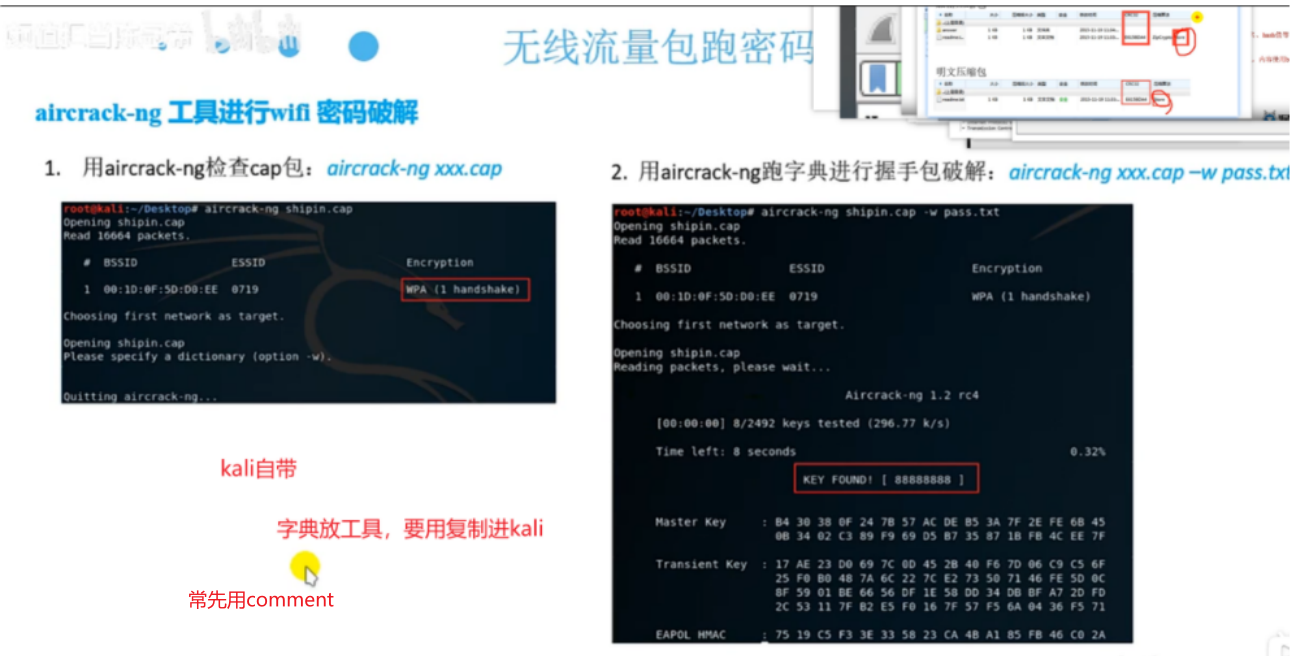 无线流量包跑密码
明文压缩包
aircrack-ng 工具进行wifi 密码破解
1. 用aircrack-ng检查cap包：aircrack-ng xxx.cap
root@kali:~/Desktop# aircrack-ng shipin.cap
Opening shipin.cap
Read 16664 packets.
# BSSID ESSID Encryption
1 00:1D:0F:5D:D0:EE 0719 WPA (1 handshake)
Choosing first network as target.
Opening shipin.cap
Please specify a dictionary (option -w).
Quitting aircrack-ng...
kali自带
字典放工具，要用复制进kali
常先用comment
2. 用aircrack-ng跑字典进行握手包破解：aircrack-ng xxx.cap –w pass.txt
root@kali:~/Desktop# aircrack-ng shipin.cap -w pass.txt
Opening shipin.cap
Read 16664 packets.
# BSSID ESSID Encryption
1 00:1D:0F:5D:D0:EE 0719 WPA (1 handshake)
Choosing first network as target.
Opening shipin.cap
Reading packets, please wait...
Aircrack-ng 1.2 rc4
[00:00:00] 8/2492 keys tested (296.77 k/s)
Time left: 8 seconds 0.32%
KEY FOUND! [ 88888888 ]
Master Key : B4 30 38 0F 24 7B 57 AC DE B5 3A 7F 2E FE 6B 45
0B 34 02 C3 89 F9 69 D5 B7 35 87 1B FB 4C EE 7F
Transient Key : 17 AE 23 D0 69 7C 0D 45 2B 40 F6 7D 06 C9 C5 6F
25 F0 B0 48 7A 6C 22 7C E2 73 50 71 46 FE 5D 0C
8F 59 01 BE 66 56 DF 1E 58 DD 34 DB BF A7 2D FD
2C 53 11 7F B2 E5 F0 16 7F 57 F5 6A 04 36 F5 71
EAPOL HMAC : 75 19 C5 F3 3E 33 58 23 CA 4B A1 85 FB 46 C0 2A